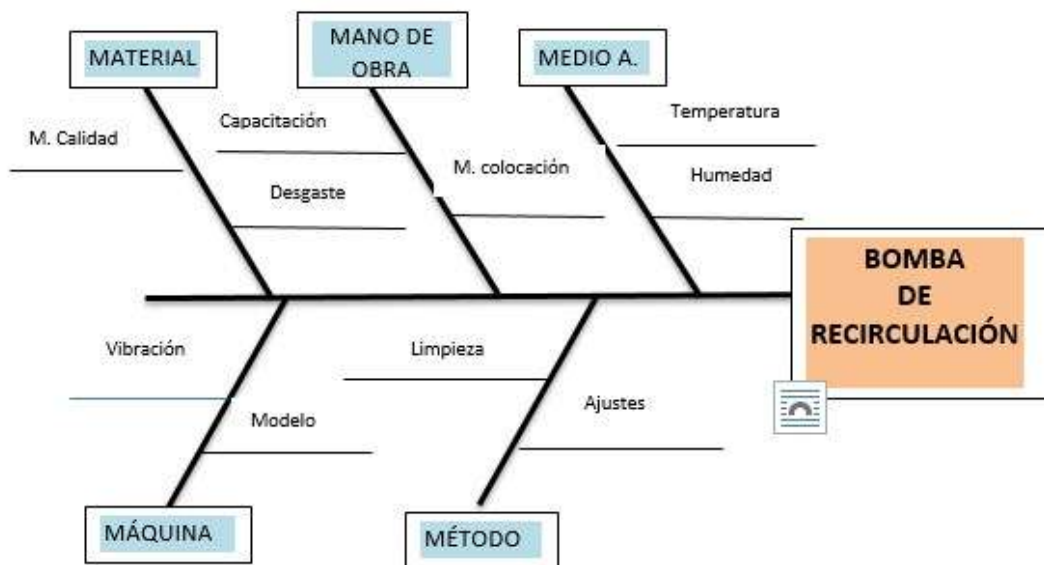 MATERIAL
MANO DE
OBRA
MEDIO A.
M. Calidad
Capacitación
Desgaste
M. colocación
Temperatura
Humedad
BOMBA
DE
RECIRCULACIÓN
Vibración
Modelo
Limpieza
Ajustes
MÁQUINA
MÉTODO